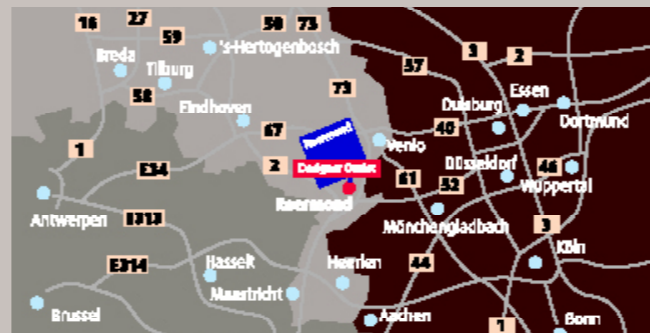 16
27
50
73
59
's-Hertogenbosch
Breda
Tilburg
58
Eindhoven
73
57
3
2
Essen
Duisburg
Dortmund
67
40
Roermond
Designer Outlet
Venlo
1
E34
2
Düsseldorf
46
Wuppertal
61
52
Roermond
Antwerpen
E313
Mönchengladbach
3
Köln
Hasselt
Heerlen
44
E314
Maastricht
Brussel
Aachen
1
Bonn